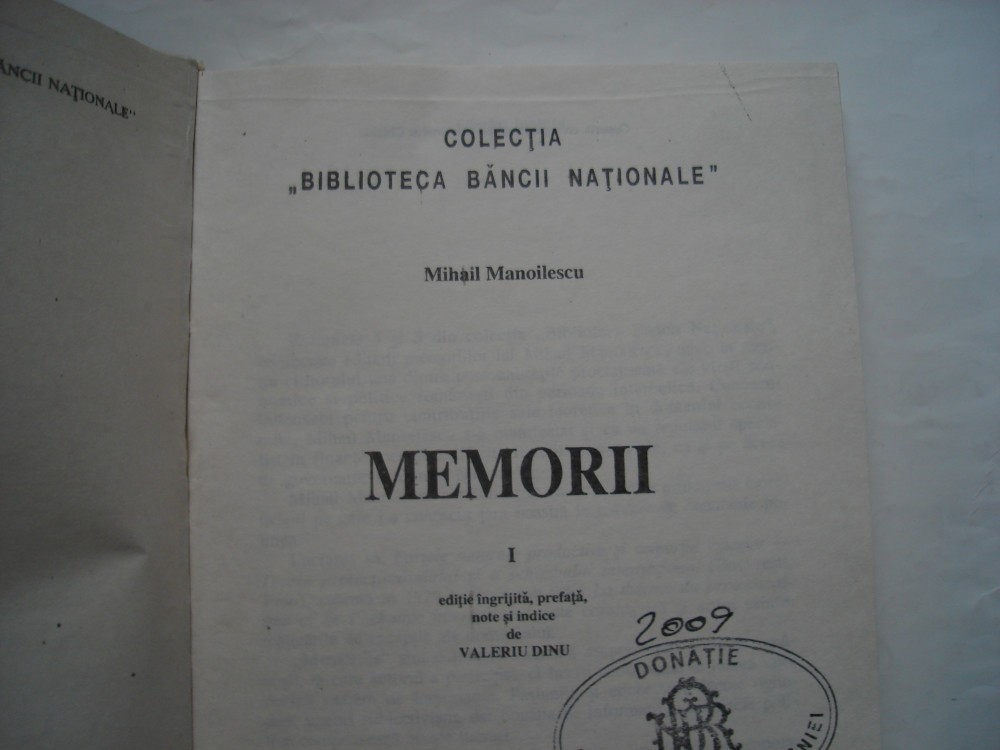 NAȚIONALE"
COLECȚIA
„BIBLIOTECA BĂNCII NAȚIONALE"
Mihail Manoilescu
MEMORII
I
ediție îngrijită, prefață,
note și indice
de
VALERIU DINU
2009
DONAȚIE